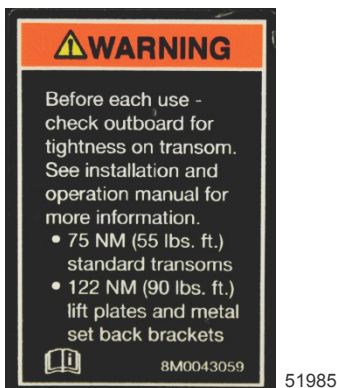 WARNING
Before each use -
check outboard for
tightness on transom.
See installation and
operation manual for
more information.
• 75 NM (55 lbs. ft.)
standard transoms
• 122 NM (90 lbs. ft.)
lift plates and metal
set back brackets
8M0043059
51985